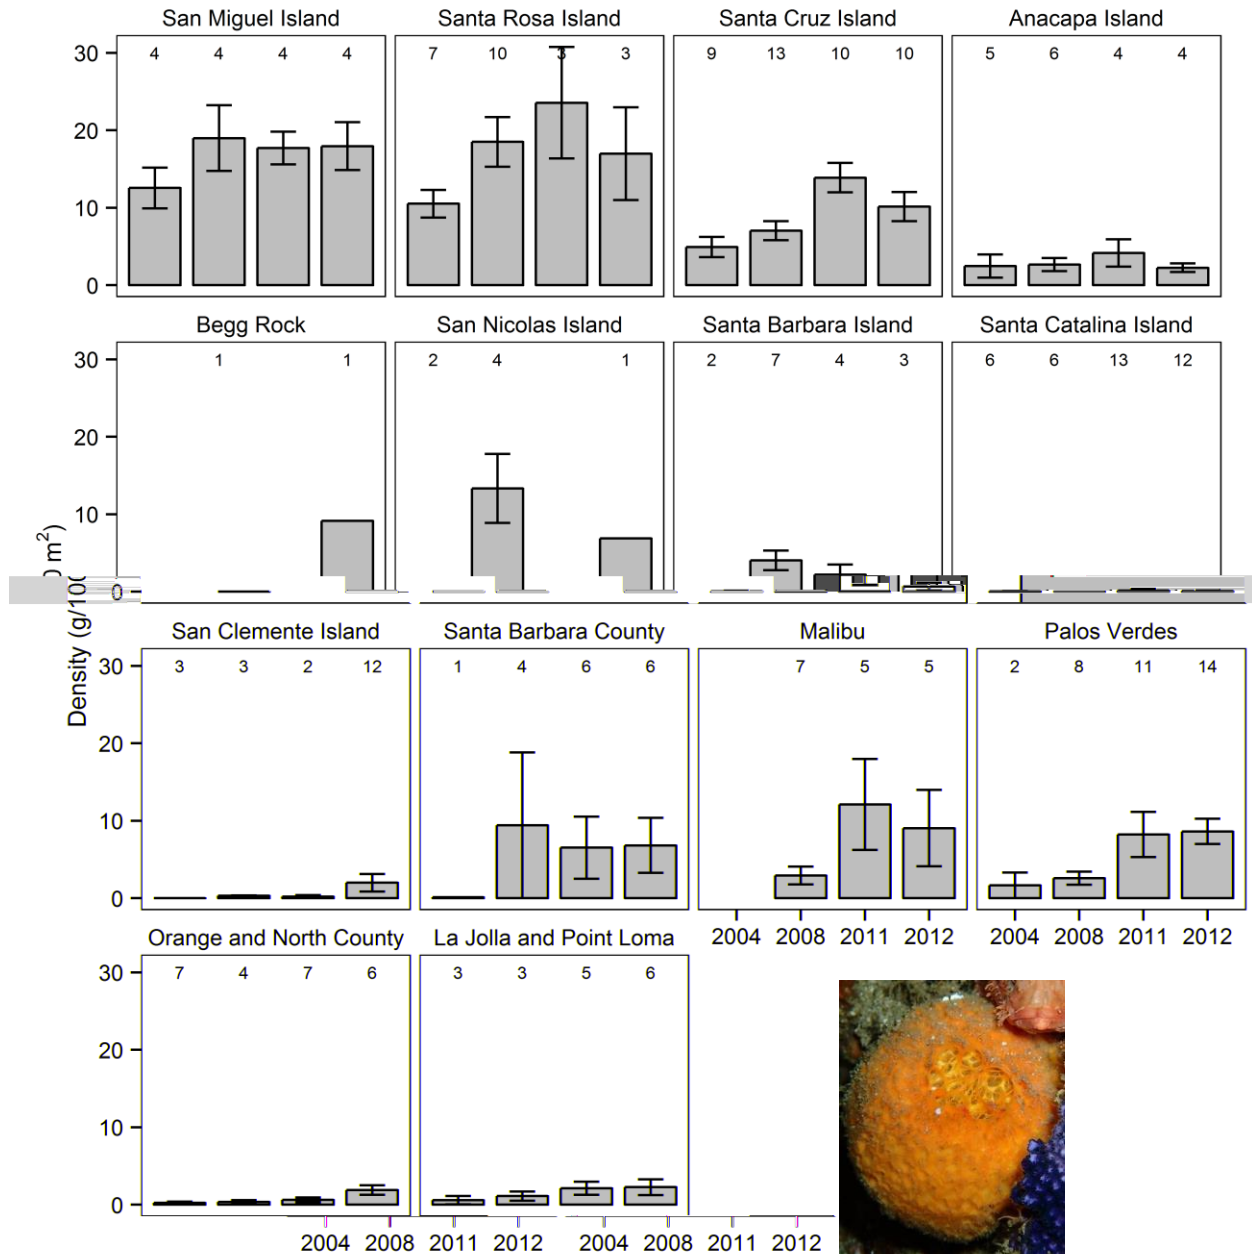 San Miguel Island Santa Rosa Island Santa Cruz Island Anacapa Island
30 4 4 4 4 7 10 3 3 9 13 10 10 5 6 4 4
20
10
0
Begg Rock San Nicolas Island Santa Barbara Island Santa Catalina Island
30 1 1 2 4 1 2 7 4 3 6 6 13 12
20
10
0
Density (g/100 m²)
San Clemente Island Santa Barbara County Malibu Palos Verdes
30 3 3 2 12 1 4 6 6 7 5 5 2 8 11 14
20
10
0
2004 2008 2011 2012 2004 2008 2011 2012
Orange and North County La Jolla and Point Loma
30 7 4 7 6 3 3 5 6
20
10
0
2004 2008 2011 2012 2004 2008 2011 2012